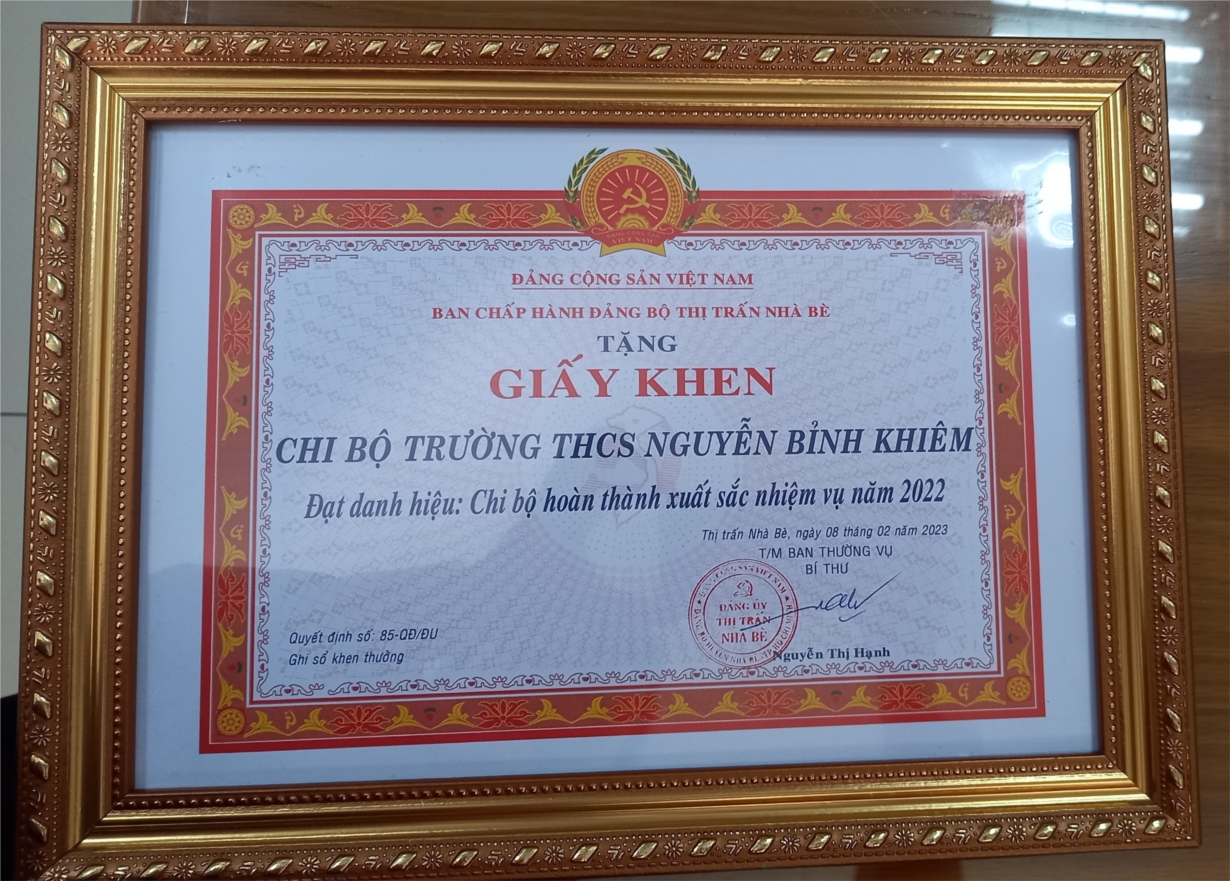 ĐẢNG CỘNG SẢN VIỆT NAM
BAN CHẤP HÀNH ĐẢNG BỘ THỊ TRẤN NHÀ BÈ
TẶNG
GIẤY KHEN
CHI BỘ TRƯỜNG THCS NGUYỄN BỈNH KHIÊM
Đạt danh hiệu: Chi bộ hoàn thành xuất sắc nhiệm vụ năm 2022
Thị trấn Nhà Bè, ngày 08 tháng 02 năm 2023
T/M BAN THƯỜNG VỤ
BÍ THƯ
ĐẢNG ỦY
THỊ TRẤN
NHÀ BÈ
Nguyễn Thị Hạnh
Quyết định số: 85-QĐ/ĐU
Ghi sổ khen thưởng